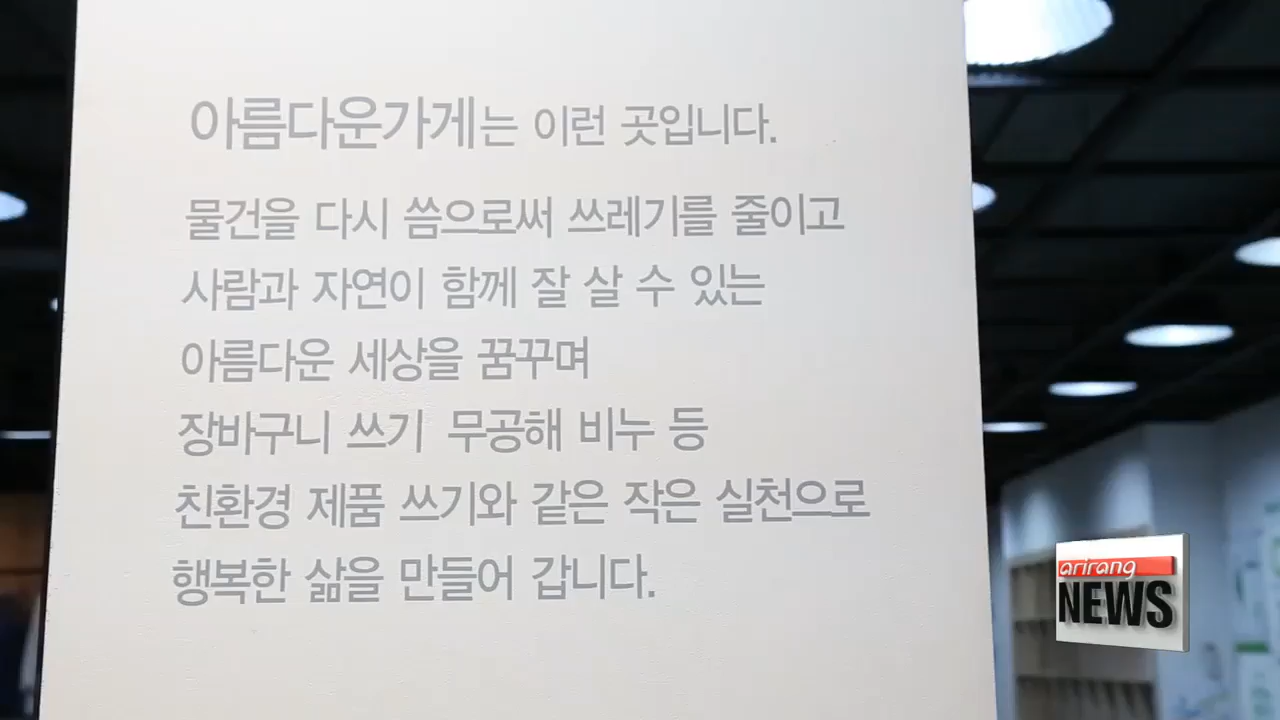 아름다운가게는 이런 곳입니다.
물건을 다시 씀으로써 쓰레기를 줄이고
사람과 자연이 함께 잘 살 수 있는
아름다운 세상을 꿈꾸며
장바구니 쓰기 무공해 비누 등
친환경 제품 쓰기와 같은 작은 실천으로
행복한 삶을 만들어 갑니다.
arirang
NEWS